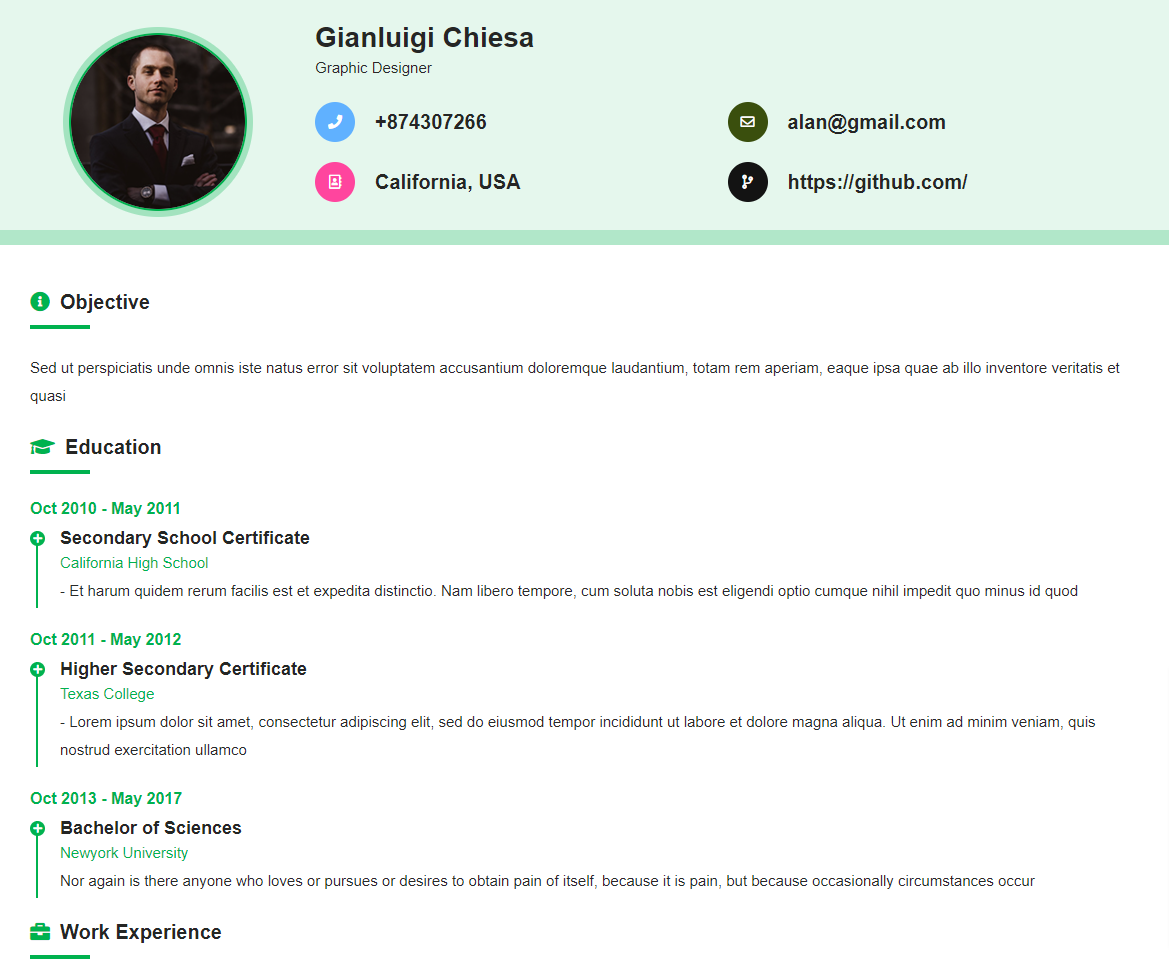 Gianluigi Chiesa
Graphic Designer
+874307266
alan@gmail.com
California, USA
https://github.com/
Objective
Sed ut perspiciatis unde omnis iste natus error sit voluptatem accusantium doloremque laudantium, totam rem aperiam, eaque ipsa quae ab illo inventore veritatis et
quasi
Education
Oct 2010 - May 2011
Secondary School Certificate
California High School
- Et harum quidem rerum facilis est et expedita distinctio. Nam libero tempore, cum soluta nobis est eligendi optio cumque nihil impedit quo minus id quod
Oct 2011 - May 2012
Higher Secondary Certificate
Texas College
- Lorem ipsum dolor sit amet, consectetur adipiscing elit, sed do eiusmod tempor incididunt ut labore et dolore magna aliqua. Ut enim ad minim veniam, quis
nostrud exercitation ullamco
Oct 2013 - May 2017
Bachelor of Sciences
Newyork University
Nor again is there anyone who loves or pursues or desires to obtain pain of itself, because it is pain, but because occasionally circumstances occur
Work Experience